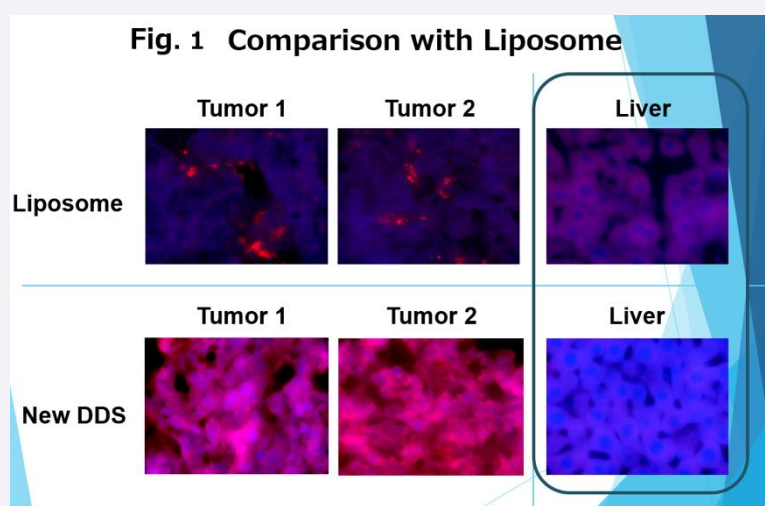 Fig. 1 Comparison with Liposome
Tumor 1 Tumor 2 Liver
Liposome
Tumor 1 Tumor 2 Liver
New DDS